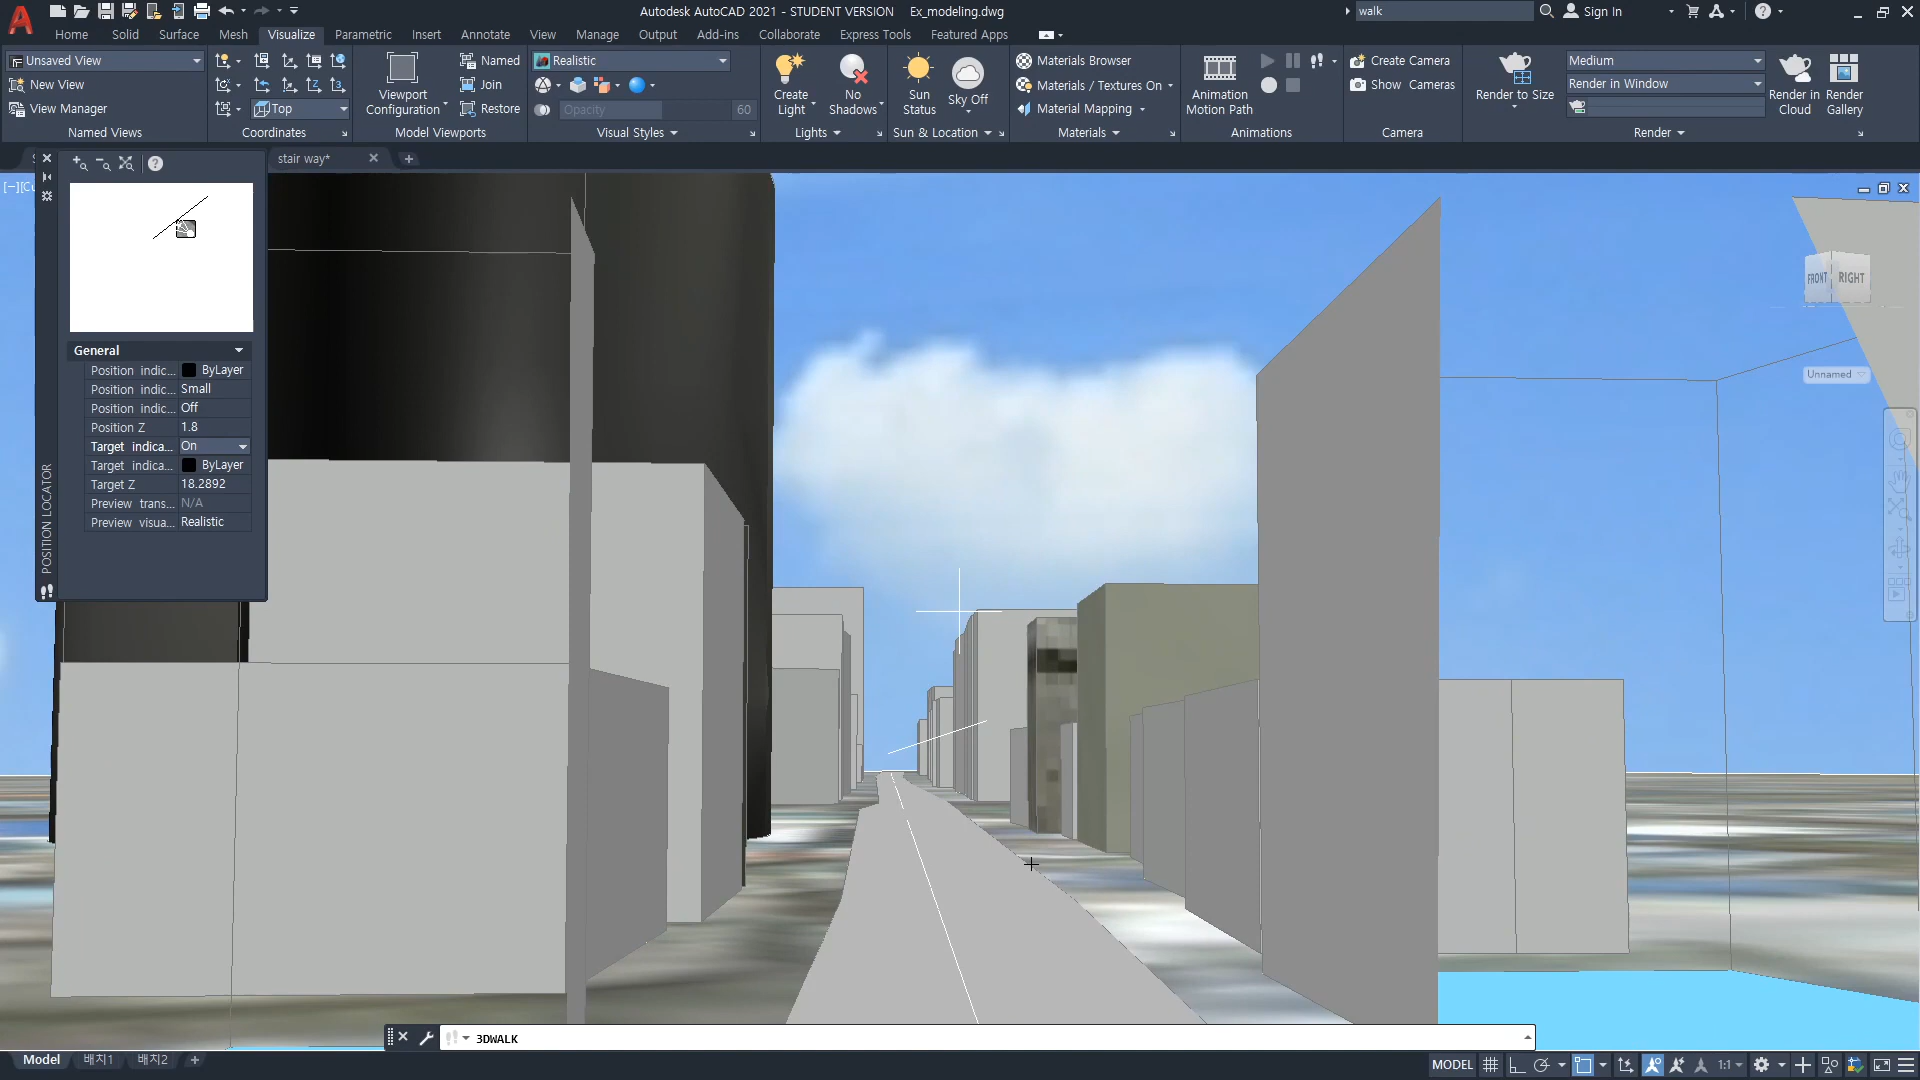 Autodesk AutoCAD 2021 - STUDENT VERSION Ex_modeling.dwg
walk
Sign In
Home Solid Surface Mesh Visualize Parametric Insert Annotate View Manage Output Add-ins Collaborate Express Tools Featured Apps
Unsaved View
New View
View Manager
Named Views
Top
Coordinates
Viewport
Configuration
Named
Join
Restore
Model Viewports
Realistic
Opacity 60
Visual Styles
Create
Light
No
Shadows
Lights
Sun
Status
Sky Off
Sun & Location
Materials Browser
Materials / Textures On
Material Mapping
Materials
Animation
Motion Path
Animations
Create Camera
Show Cameras
Camera
Render to Size
Medium
Render in Window
Render in
Cloud
Render
Gallery
Render
stair way*
POSITION LOCATOR
General
Position indic... ByLayer
Position indic... Small
Position indic... Off
Position Z 1.8
Target indica... On
Target indica... ByLayer
Target Z 18.2892
Preview trans... N/A
Preview visua... Realistic
FRONT RIGHT
Unnamed
3DWALK
Model 배치1 배치2
MODEL 1:1